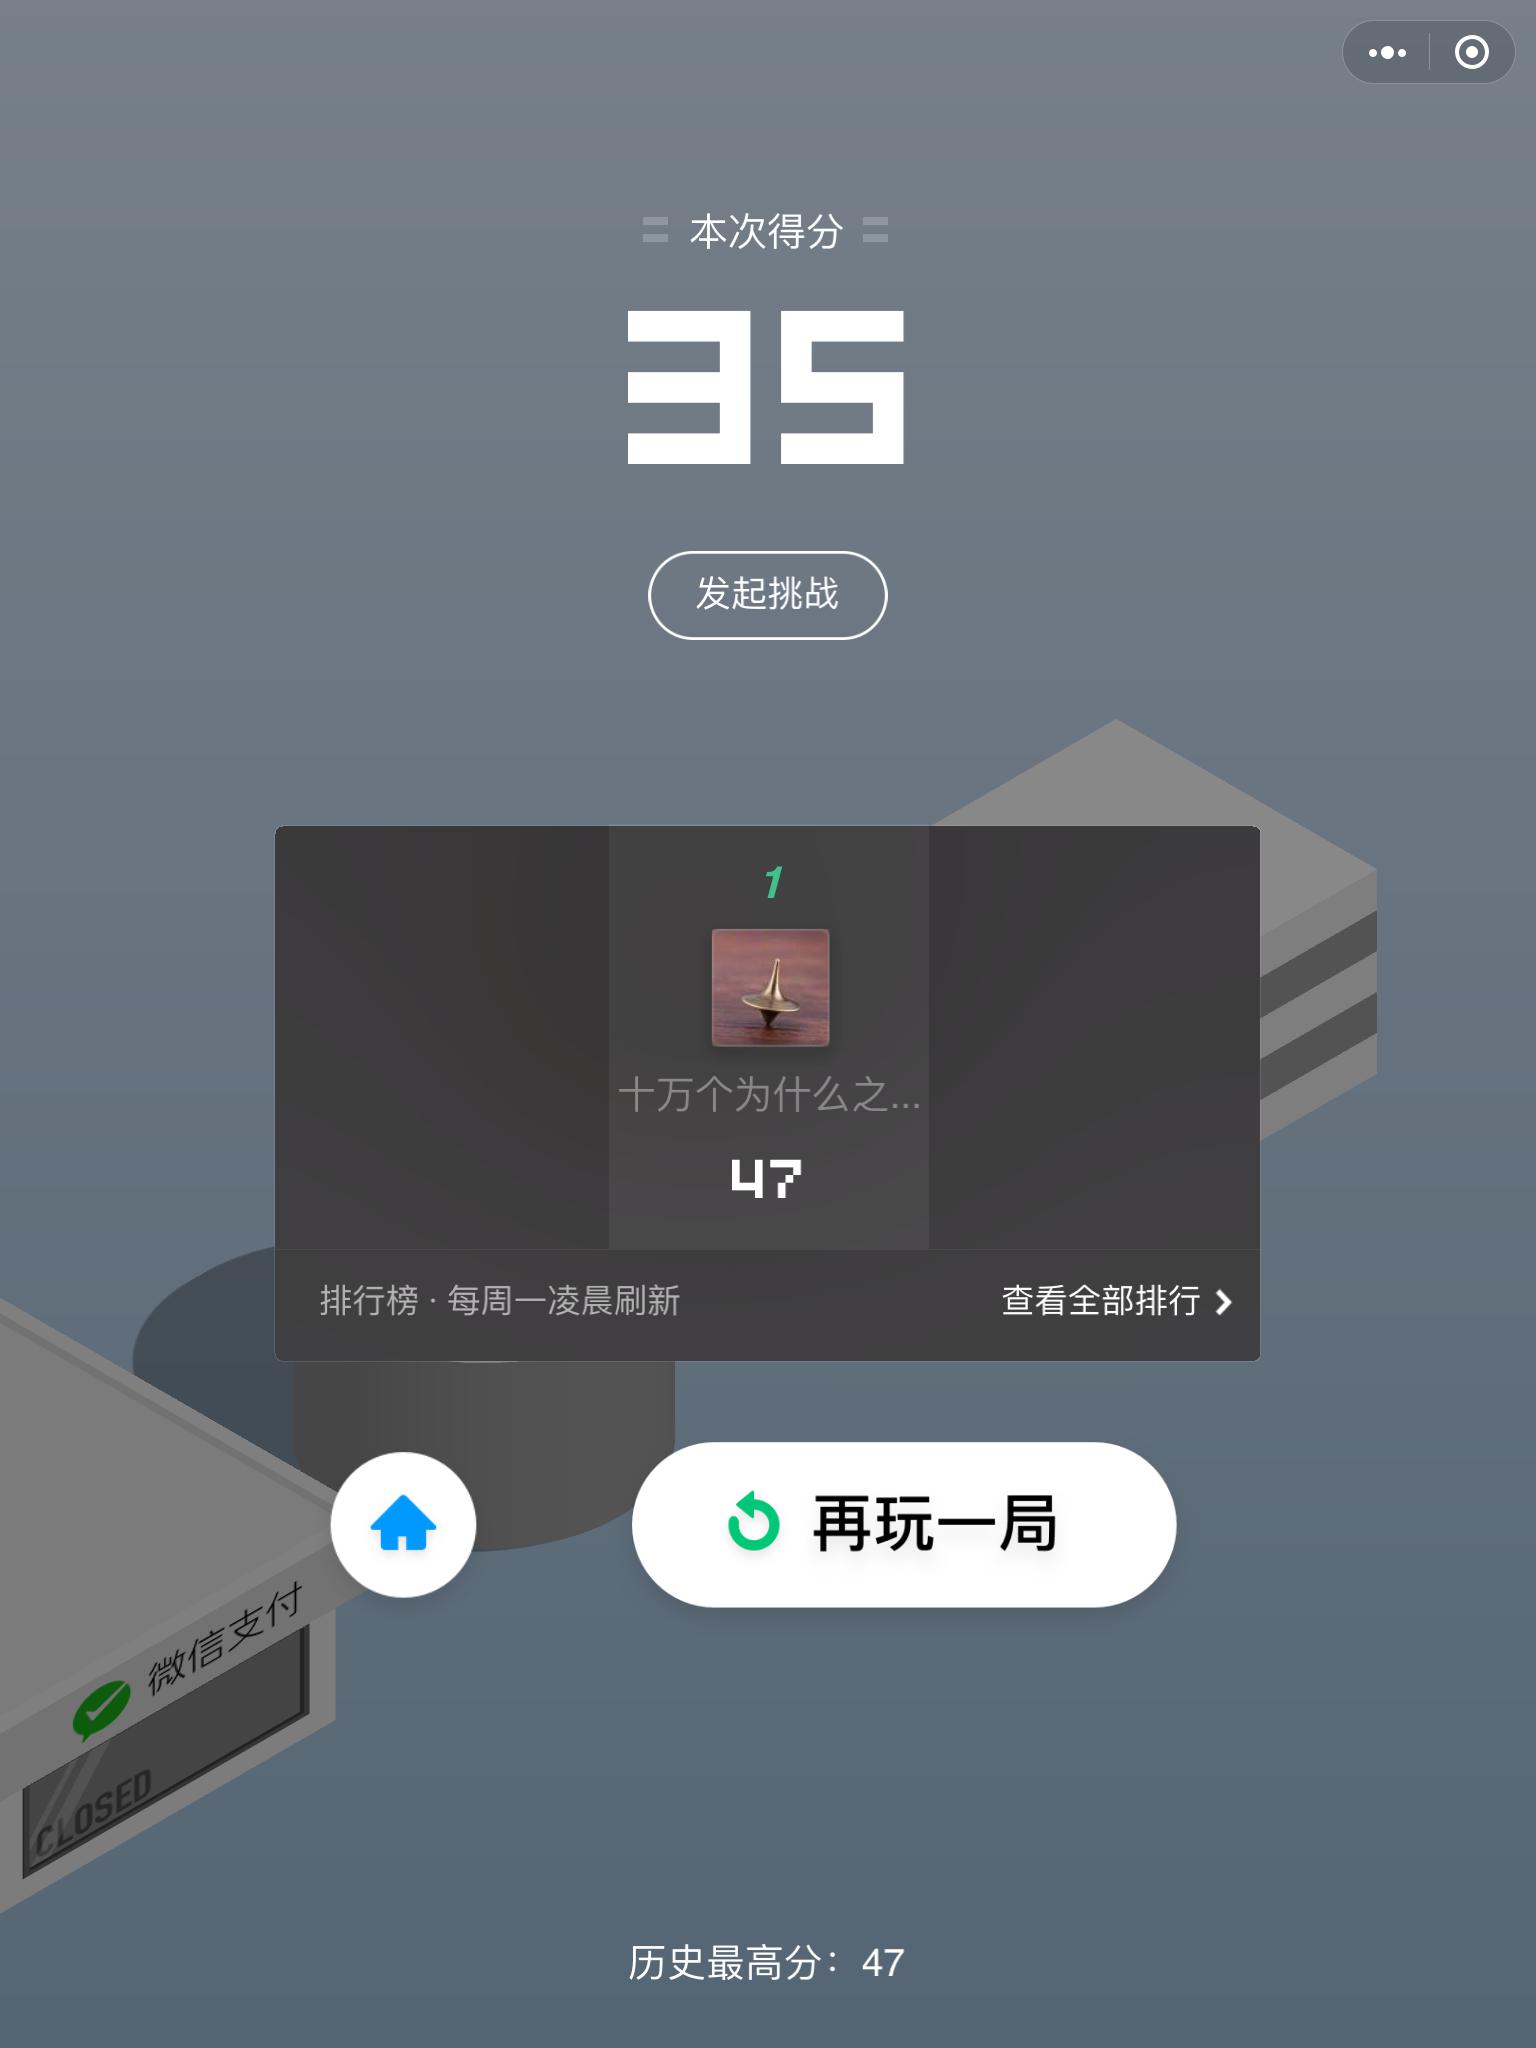 本次得分
35
发起挑战
1
十万个为什么之...
47
排行榜 · 每周一凌晨刷新
查看全部排行
再玩一局
微信支付
CLOSED
历史最高分：47